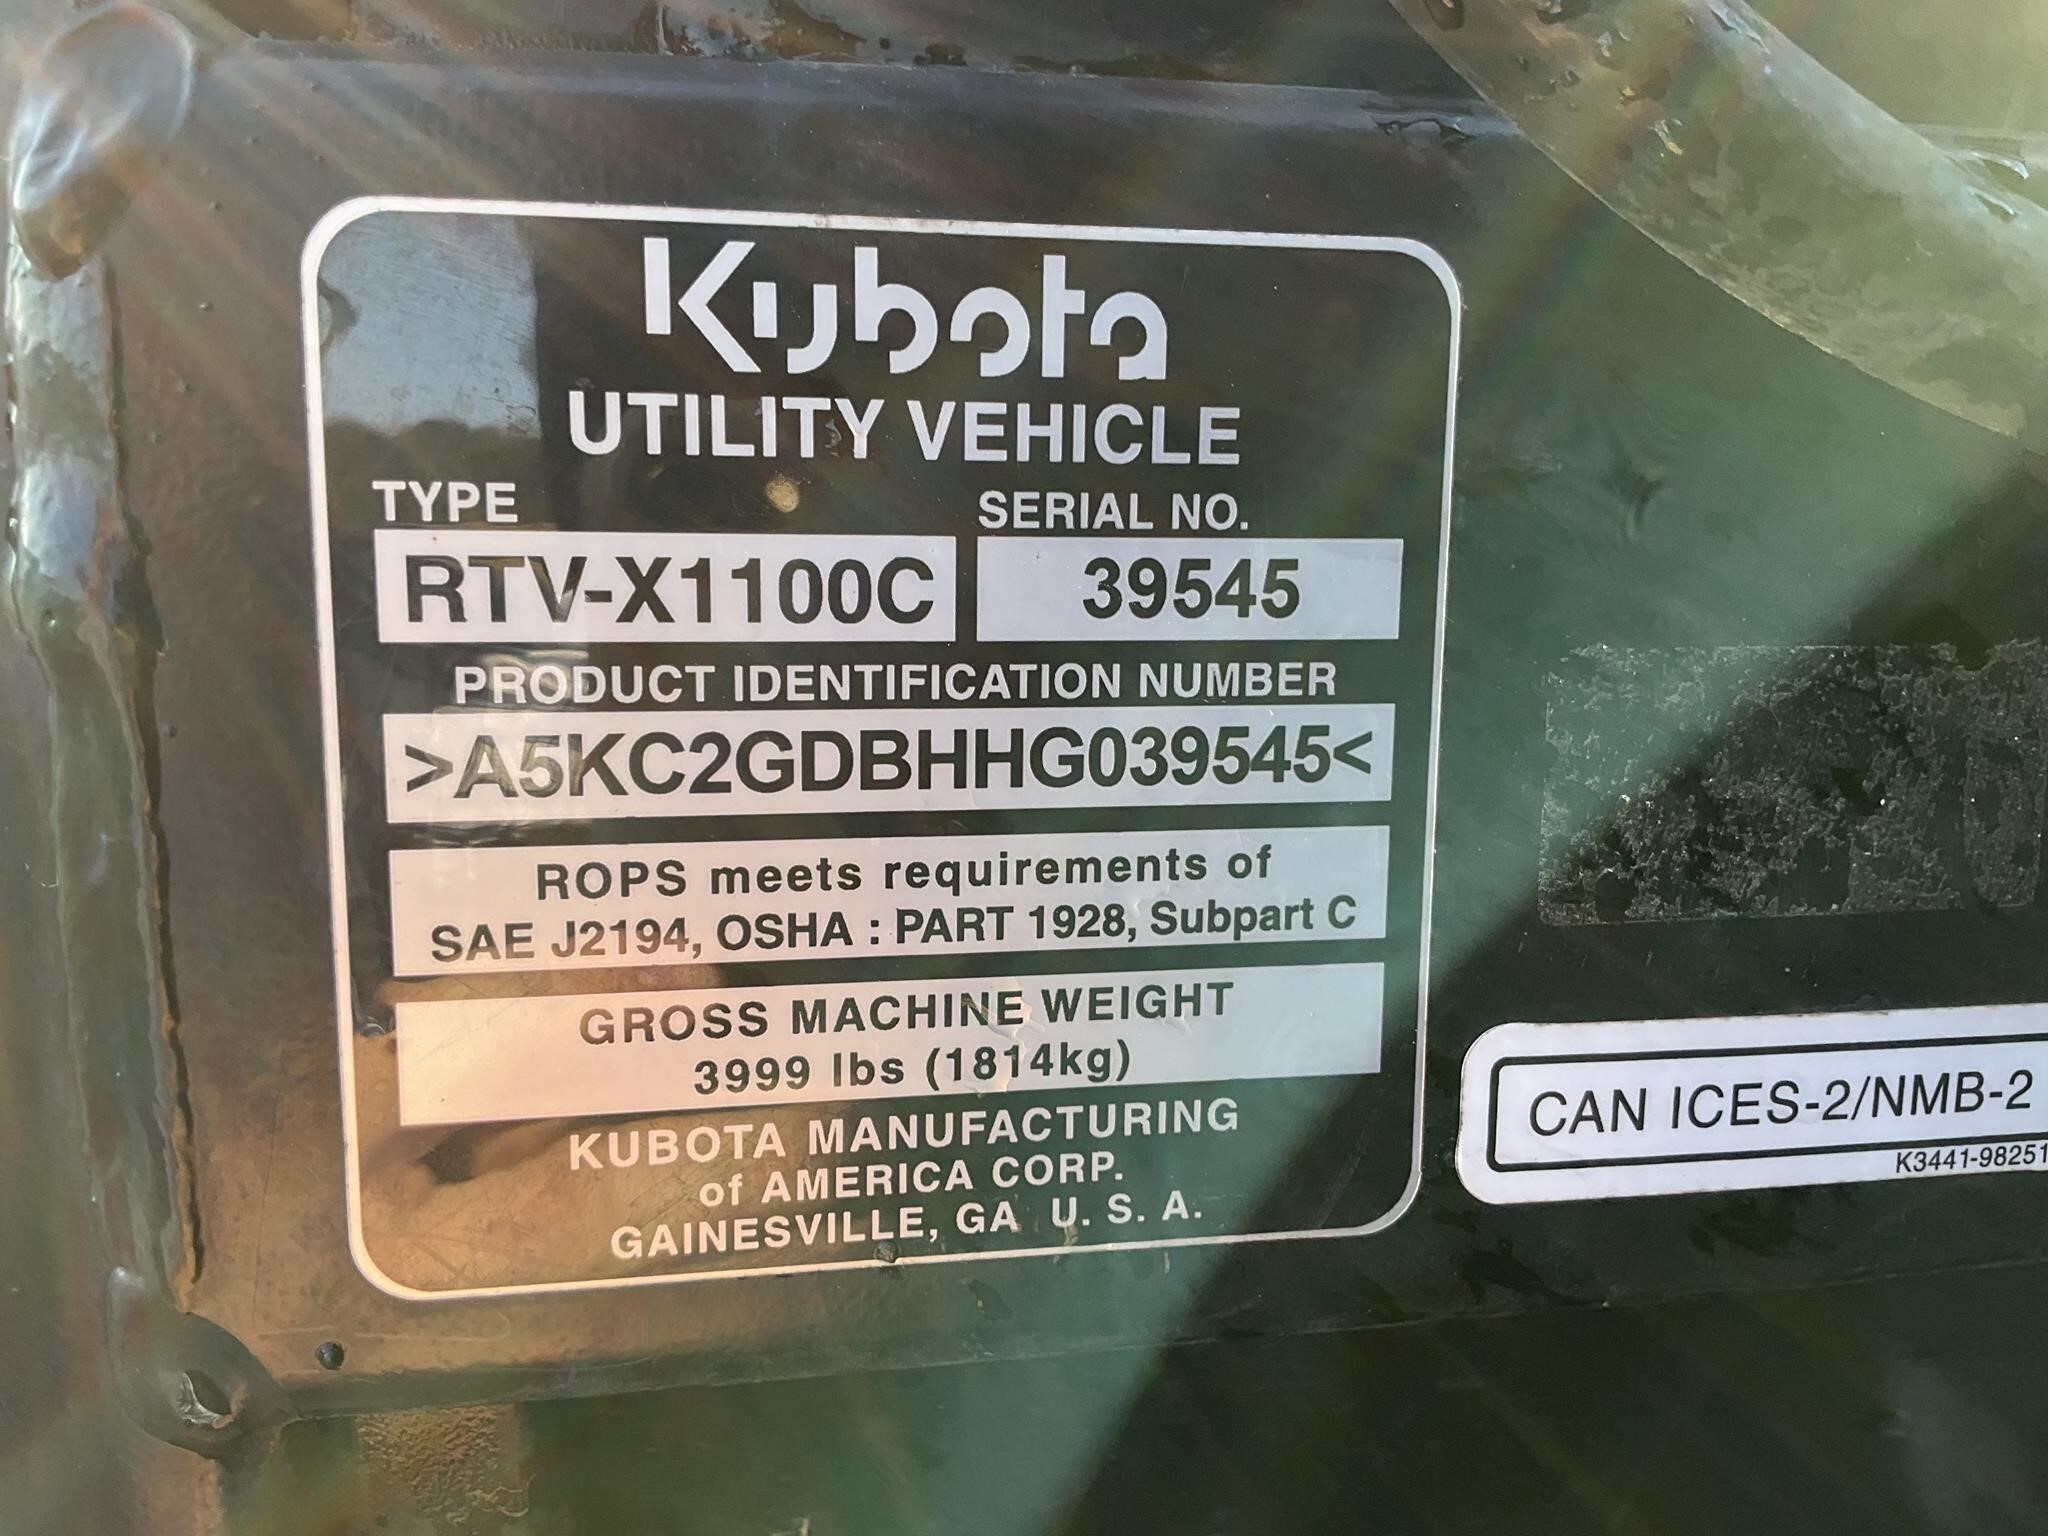 Kubota
UTILITY VEHICLE
TYPE
SERIAL NO.
RTV-X1100C
39545
PRODUCT IDENTIFICATION NUMBER
>A5KC2GDBHHG039545<
ROPS meets requirements of
SAE J2194, OSHA : PART 1928, Subpart C
GROSS MACHINE WEIGHT
3999 lbs (1814kg)
KUBOTA MANUFACTURING
of AMERICA CORP.
GAINESVILLE, GA U. S. A.
CAN ICES-2/NMB-2
K3441-98251